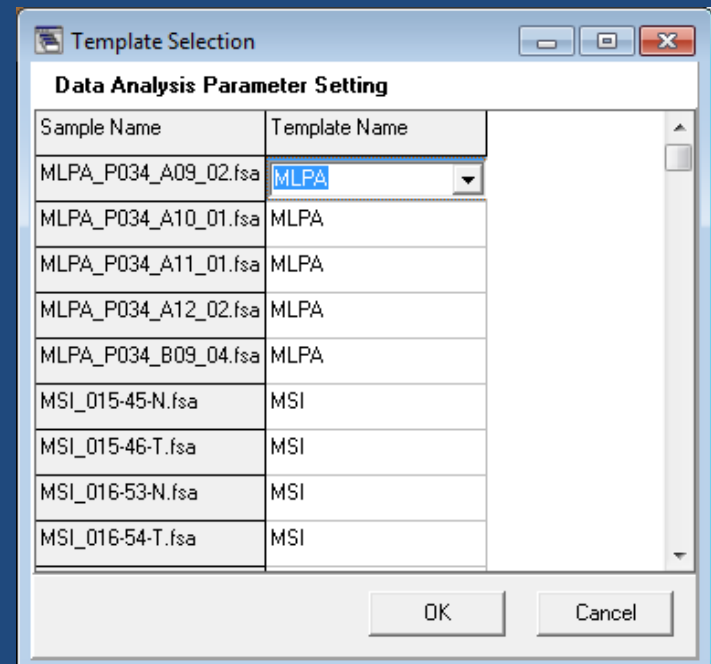 Template Selection
Data Analysis Parameter Setting
Sample Name Template Name
MLPA_P034_A09_02.fsa MLPA
MLPA_P034_A10_01.fsa MLPA
MLPA_P034_A11_01.fsa MLPA
MLPA_P034_A12_02.fsa MLPA
MLPA_P034_B09_04.fsa MLPA
MSI_015-45-N.fsa MSI
MSI_015-46-T.fsa MSI
MSI_016-53-N.fsa MSI
MSI_016-54-T.fsa MSI
OK Cancel